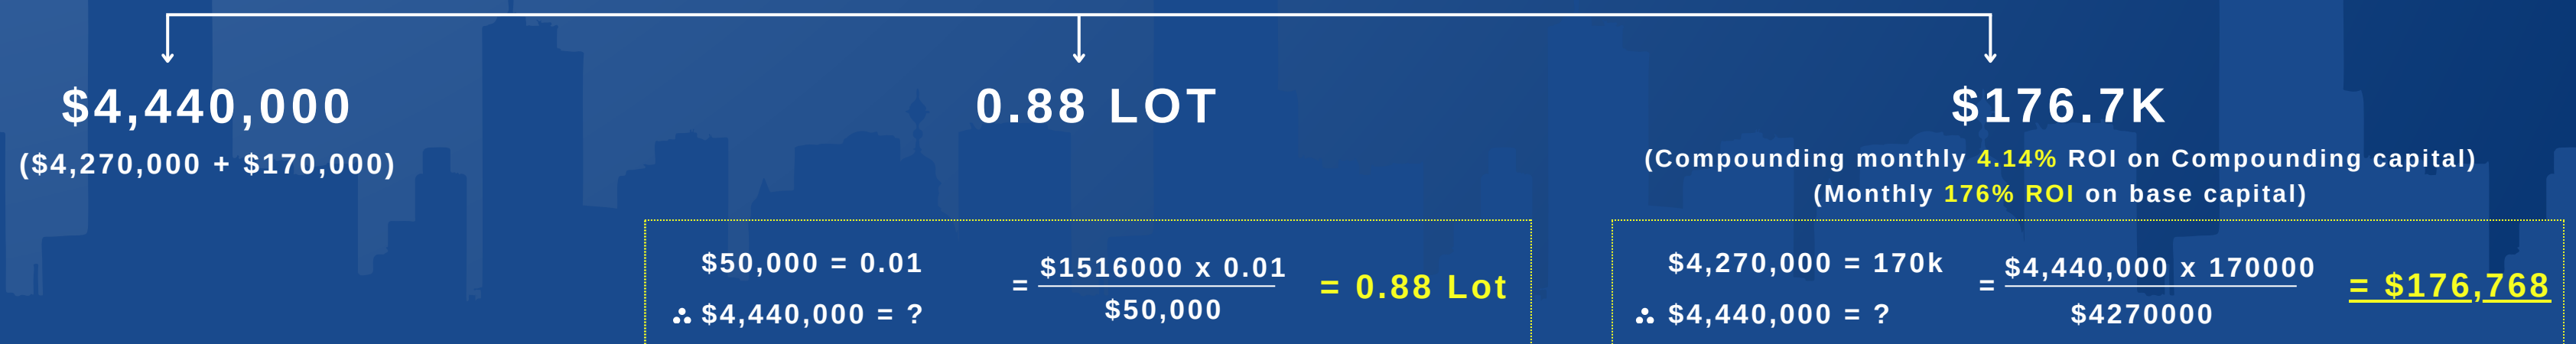 $4,440,000
($4,270,000 + $170,000)
0.88 LOT
$50,000 = 0.01
∴ $4,440,000 = ?
= $1516000 x 0.01
$50,000
= 0.88 Lot
$176.7K
(Compounding monthly 4.14% ROI on Compounding capital)
(Monthly 176% ROI on base capital)
$4,270,000 = 170k
∴ $4,440,000 = ?
= $4,440,000 x 170000
$4270000
= $176,768